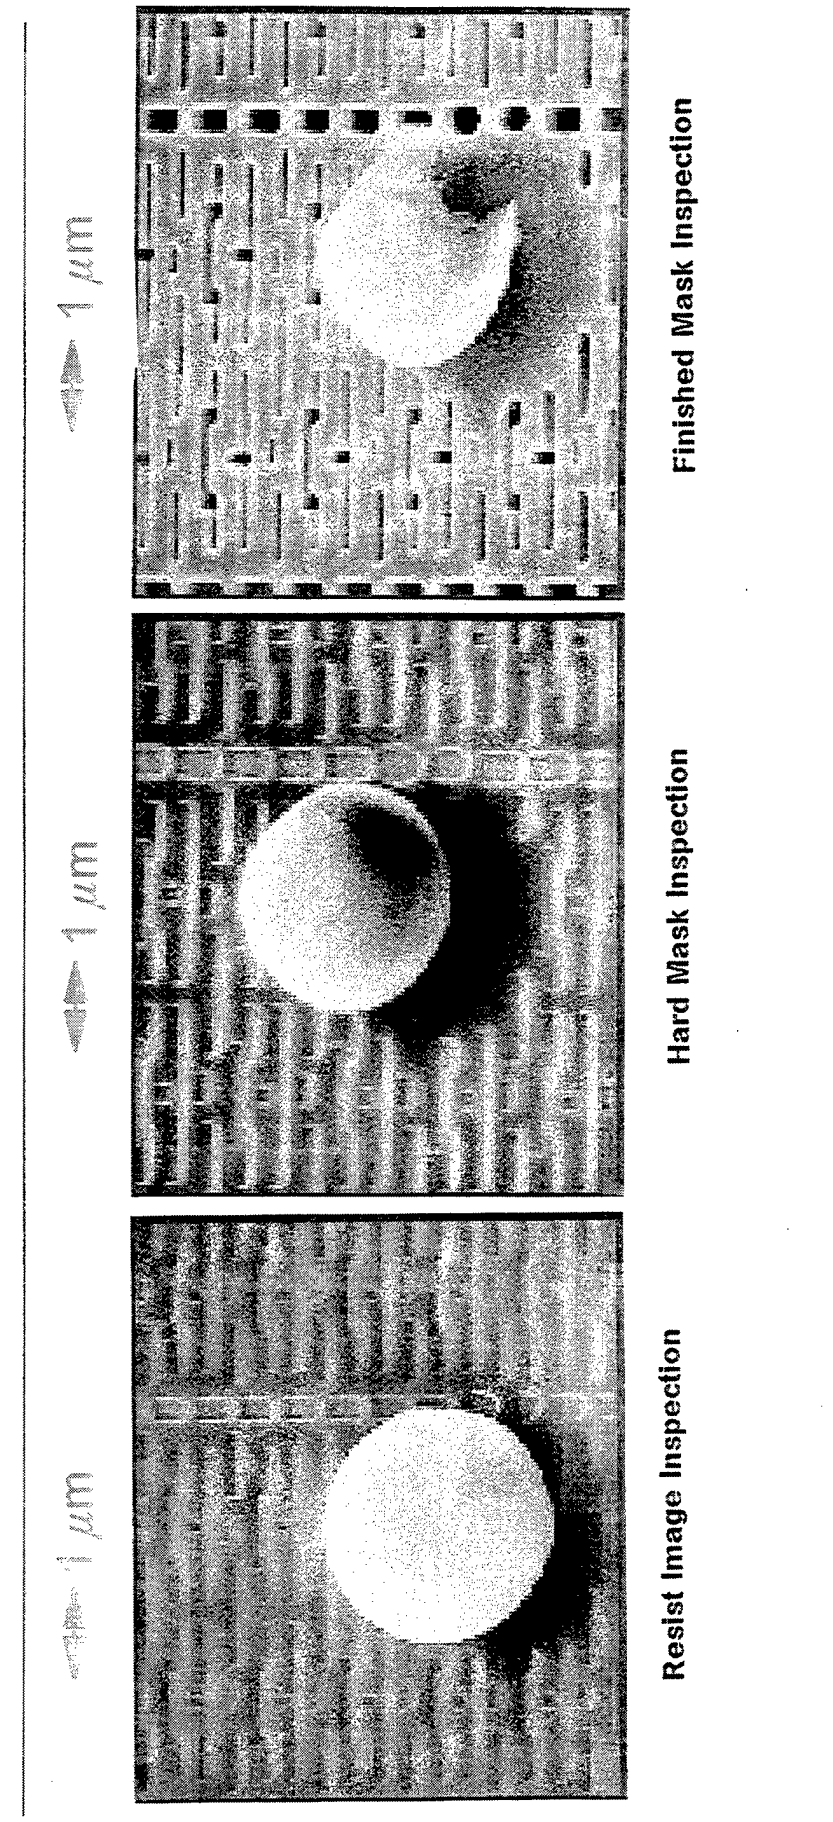 1 μm
1 μm
1 μm
Resist Image Inspection
Hard Mask Inspection
Finished Mask Inspection